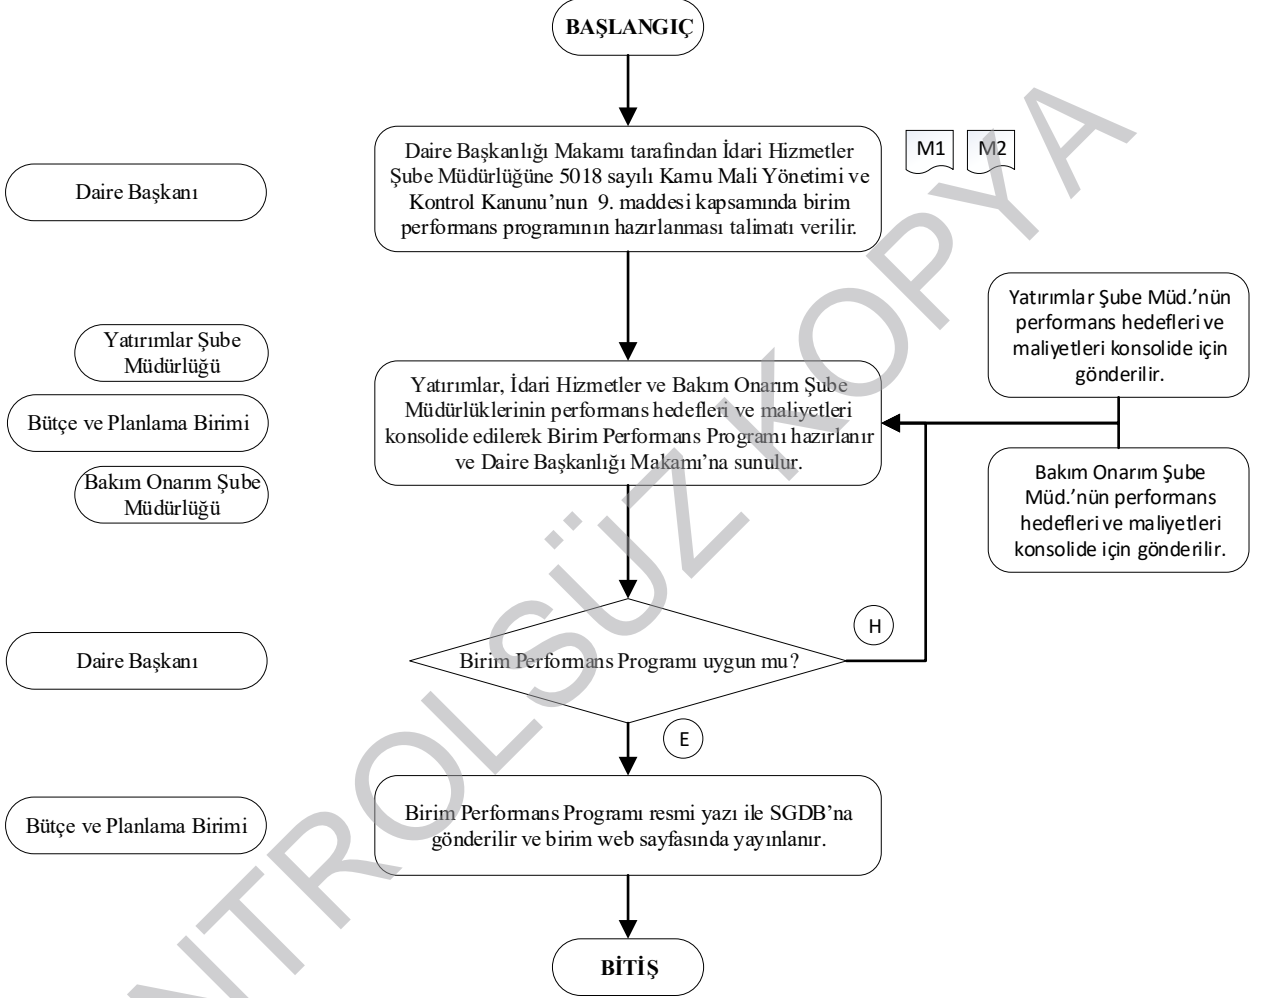 BAŞLANGIÇ
Daire Başkanı
Daire Başkanlığı Makamı tarafından İdari Hizmetler
Şube Müdürlüğüne 5018 sayılı Kamu Mali Yönetimi ve
Kontrol Kanunu’nun 9. maddesi kapsamında birim
performans programının hazırlanması talimatı verilir.
M1
M2
Yatırımlar Şube Müd.’nün
performans hedefleri ve
maliyetleri konsolide için
gönderilir.
Yatırımlar Şube
Müdürlüğü
Bütçe ve Planlama Birimi
Bakım Onarım Şube
Müdürlüğü
Yatırımlar, İdari Hizmetler ve Bakım Onarım Şube
Müdürlüklerinin performans hedefleri ve maliyetleri
konsolide edilerek Birim Performans Programı hazırlanır
ve Daire Başkanlığı Makamı’na sunulur.
Bakım Onarım Şube
Müd.’nün performans
hedefleri ve maliyetleri
konsolide için gönderilir.
Daire Başkanı
Birim Performans Programı uygun mu?
H
E
Bütçe ve Planlama Birimi
Birim Performans Programı resmi yazı ile SGDB’na
gönderilir ve birim web sayfasında yayınlanır.
BİTİŞ
NTROLSÜZ KOPYA